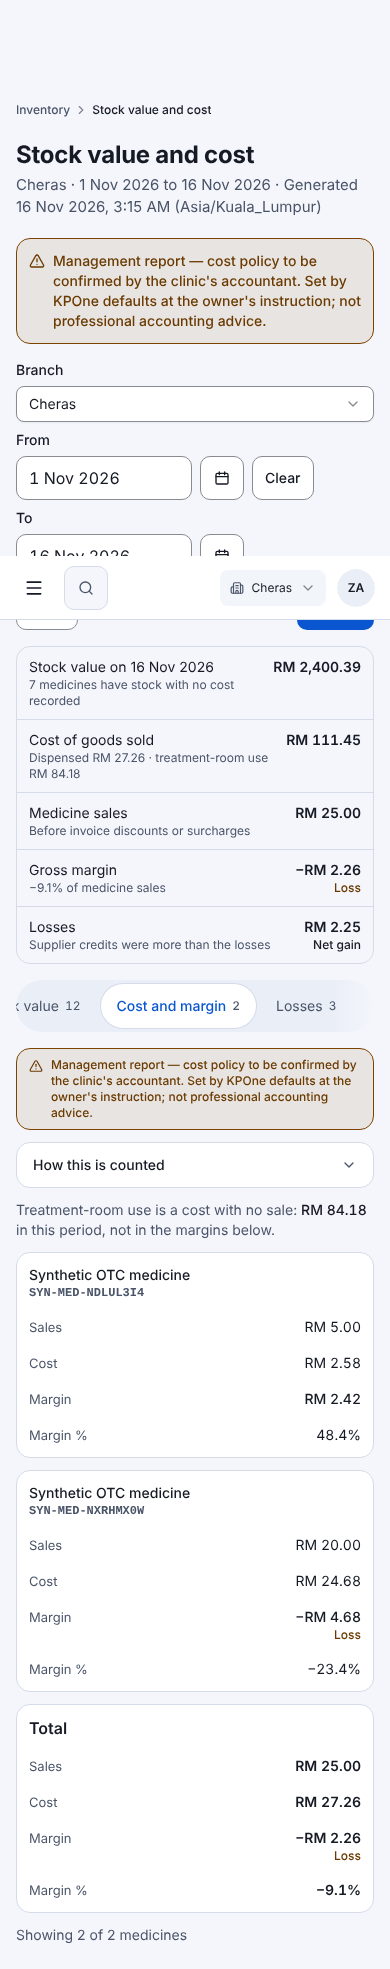 Inventory > Stock value and cost
Stock value and cost
Cheras · 1 Nov 2026 to 16 Nov 2026 · Generated
16 Nov 2026, 3:15 AM (Asia/Kuala_Lumpur)
Management report — cost policy to be
confirmed by the clinic's accountant. Set by
KPOne defaults at the owner's instruction; not
professional accounting advice.
Branch
Cheras
From
1 Nov 2026
Clear
To
16 Nov 2026
Cheras
ZA
Stock value on 16 Nov 2026 RM 2,400.39
7 medicines have stock with no cost
recorded
Cost of goods sold RM 111.45
Dispensed RM 27.26 · treatment-room use
RM 84.18
Medicine sales RM 25.00
Before invoice discounts or surcharges
Gross margin −RM 2.26
−9.1% of medicine sales Loss
Losses RM 2.25
Supplier credits were more than the losses Net gain
value 12 Cost and margin 2 Losses 3
Management report — cost policy to be confirmed by
the clinic's accountant. Set by KPOne defaults at the
owner's instruction; not professional accounting
advice.
How this is counted
Treatment-room use is a cost with no sale: RM 84.18
in this period, not in the margins below.
Synthetic OTC medicine
SYN-MED-NDLUL3I4
Sales RM 5.00
Cost RM 2.58
Margin RM 2.42
Margin % 48.4%
Synthetic OTC medicine
SYN-MED-NXRHMX0W
Sales RM 20.00
Cost RM 24.68
Margin −RM 4.68
Loss
Margin % −23.4%
Total
Sales RM 25.00
Cost RM 27.26
Margin −RM 2.26
Loss
Margin % −9.1%
Showing 2 of 2 medicines